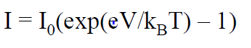 I = I₀(exp(eV/k_BT) – 1)